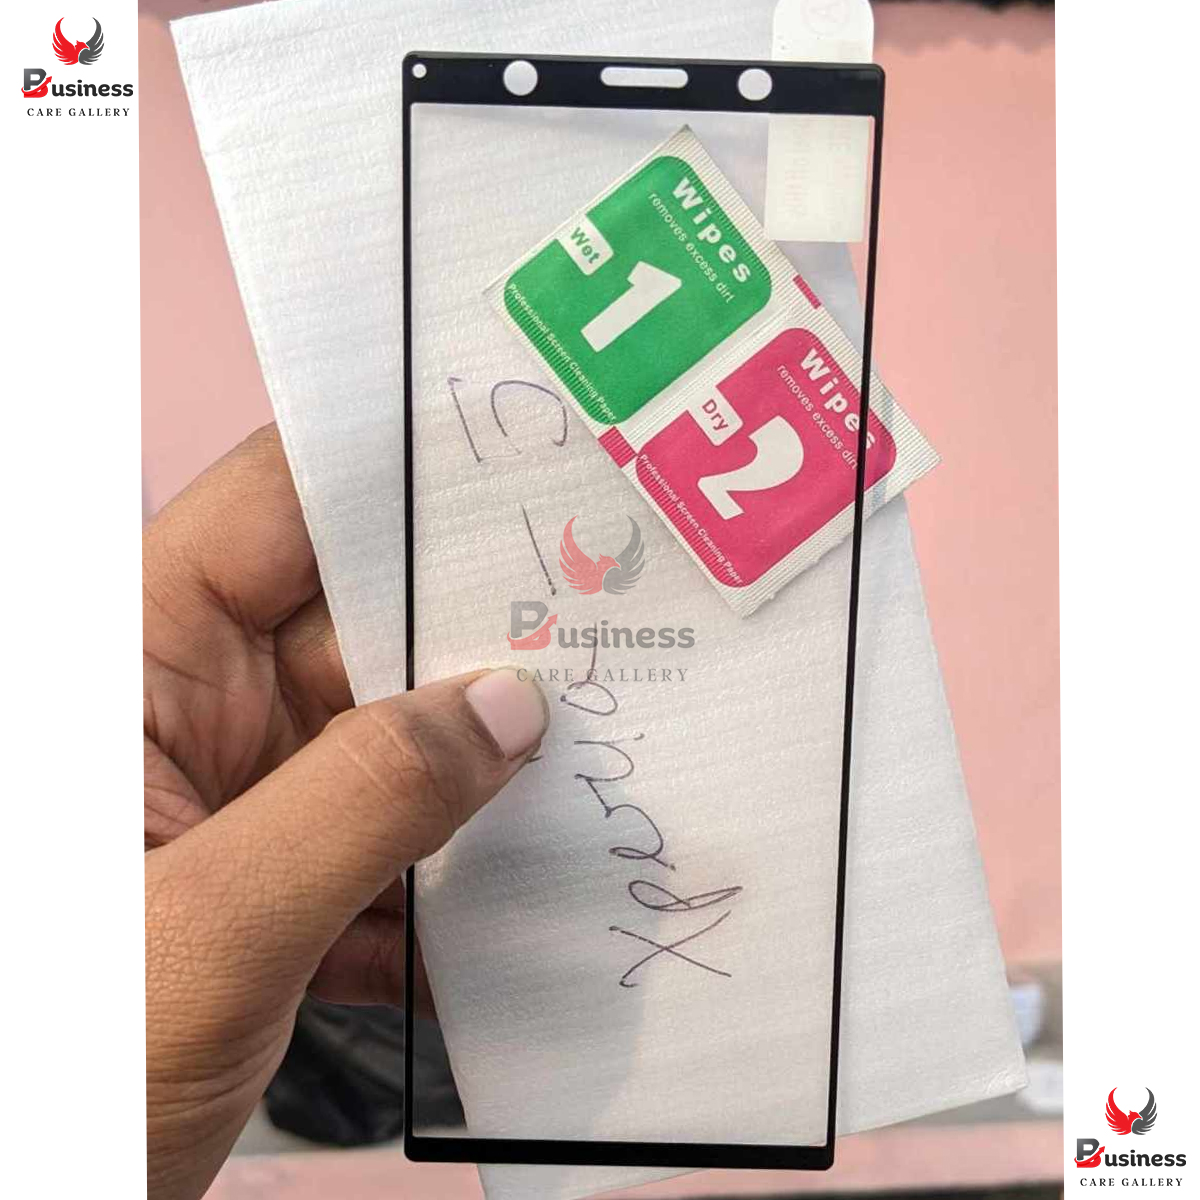 Business
CARE GALLERY
Wipes
removes excess dirt
Wet
1
Professional Screen Cleaning Paper
Wipes
removes excess dirt
Dry
2
Professional Screen Cleaning Paper
Xperia - 1 - 5
Business
CARE GALLERY
Business
CARE GALLERY